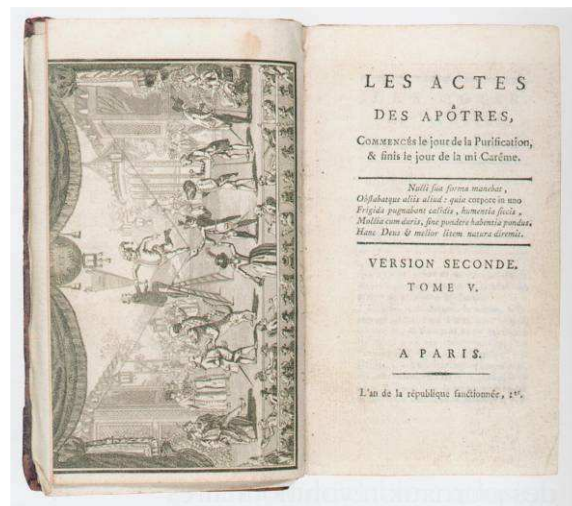 LES ACTES
DES APÔTRES,
COMMENCÉS le jour de la Purification,
& finis le jour de la mi Carême.
Nulli sua forma manebat,
Obstabatque aliis aliud : quia corpore in uno
Frigida pugnabant calidis, humentia siccis,
Mollia cum duris, sine pondere habentia pondus.
Hanc Deus & melior litem natura diremit.
VERSION SECONDE.
TOME V.
A PARIS.
L'an de la république sanctionnée, 1er.